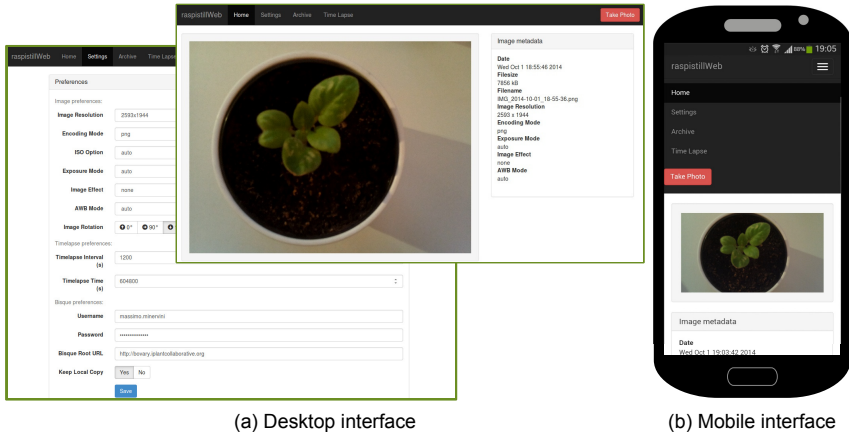 raspistillWeb Home Settings Archive Time Lapse Take Photo
Image metadata
Date
Wed Oct 1 18:55:46 2014
Filesize
7856 kB
Filename
IMG_2014-10-01_18-55-36.png
Image Resolution
2593 x 1944
Encoding Mode
png
Exposure Mode
auto
Image Effect
none
AWB Mode
auto
raspistillWeb Home Settings Archive Time Lapse
Preferences
Image preferences:
Image Resolution 2593x1944
Encoding Mode png
ISO Option auto
Exposure Mode auto
Image Effect none
AWB Mode auto
Image Rotation 0° 90°
Timelapse preferences:
Timelapse Interval 1200
(s)
Timelapse Time 604800
(s)
Bisque preferences:
Username massimo.minervini
Password ••••••••••••••
Bisque Root URL http://bovary.iplantcollaborative.org
Keep Local Copy Yes No
Save
(a) Desktop interface
88% 19:05
raspistillWeb
Home
Settings
Archive
Time Lapse
Take Photo
Image metadata
Date
Wed Oct 1 19:03:42 2014
(b) Mobile interface